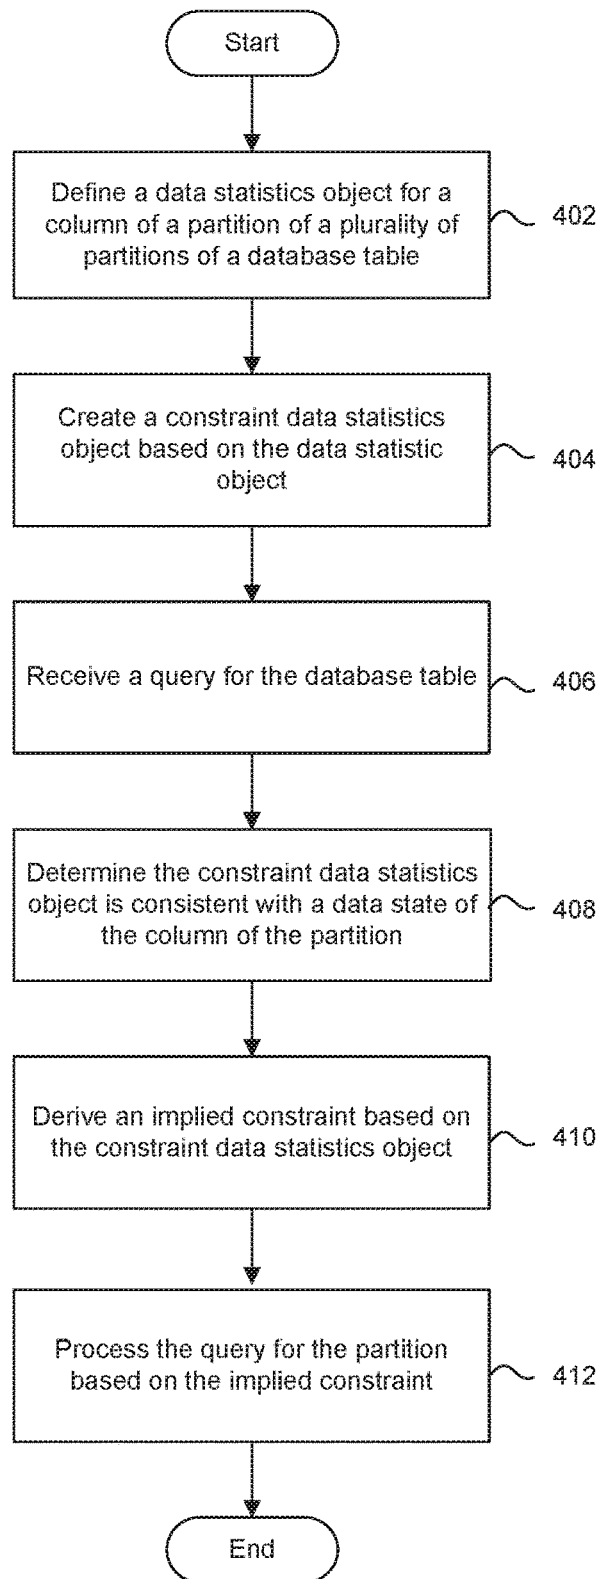 Start
Define a data statistics object for a
column of a partition of a plurality of
partitions of a database table
402
Create a constraint data statistics
object based on the data statistic
object
404
Receive a query for the database table
406
Determine the constraint data statistics
object is consistent with a data state of
the column of the partition
408
Derive an implied constraint based on
the constraint data statistics object
410
Process the query for the partition
based on the implied constraint
412
End